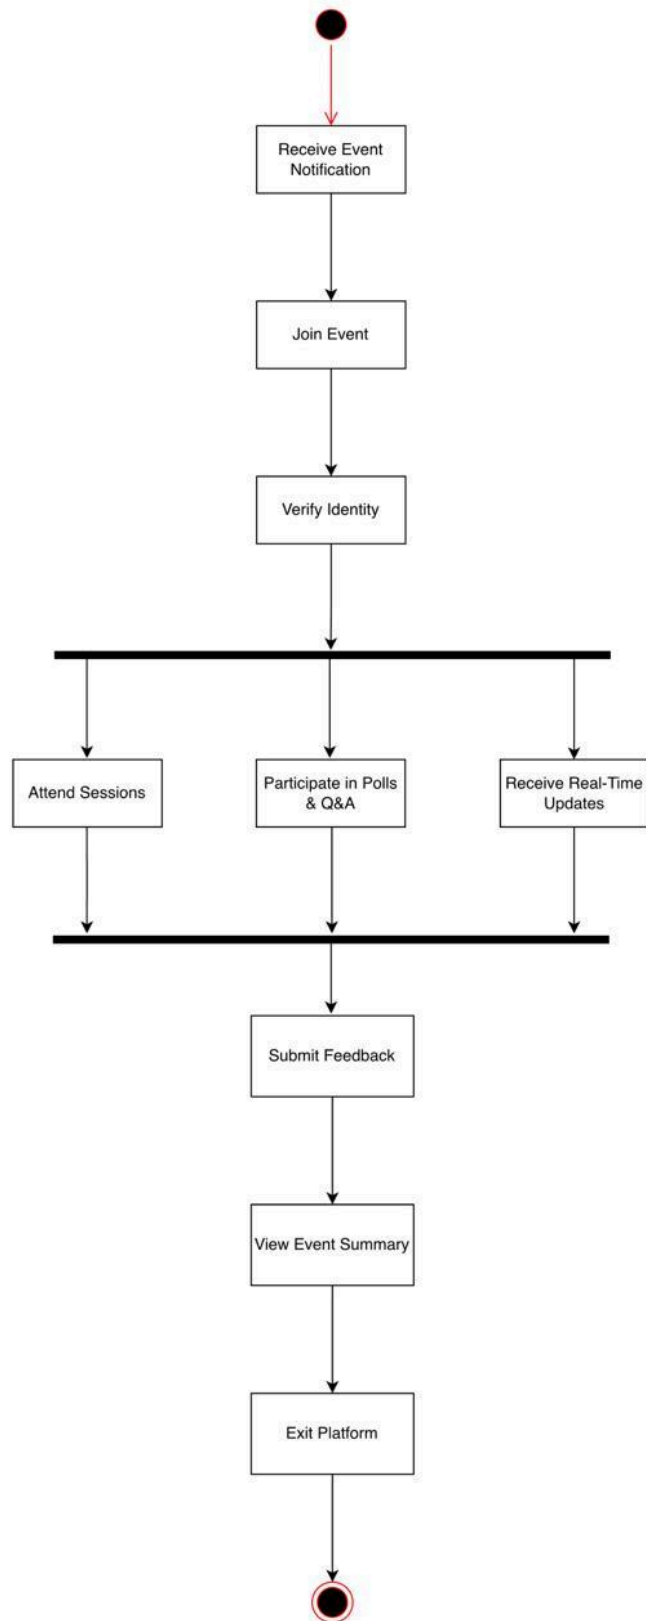 Receive Event
Notification
Join Event
Verify Identity
Attend Sessions
Participate in Polls
& Q&A
Receive Real-Time
Updates
Submit Feedback
View Event Summary
Exit Platform